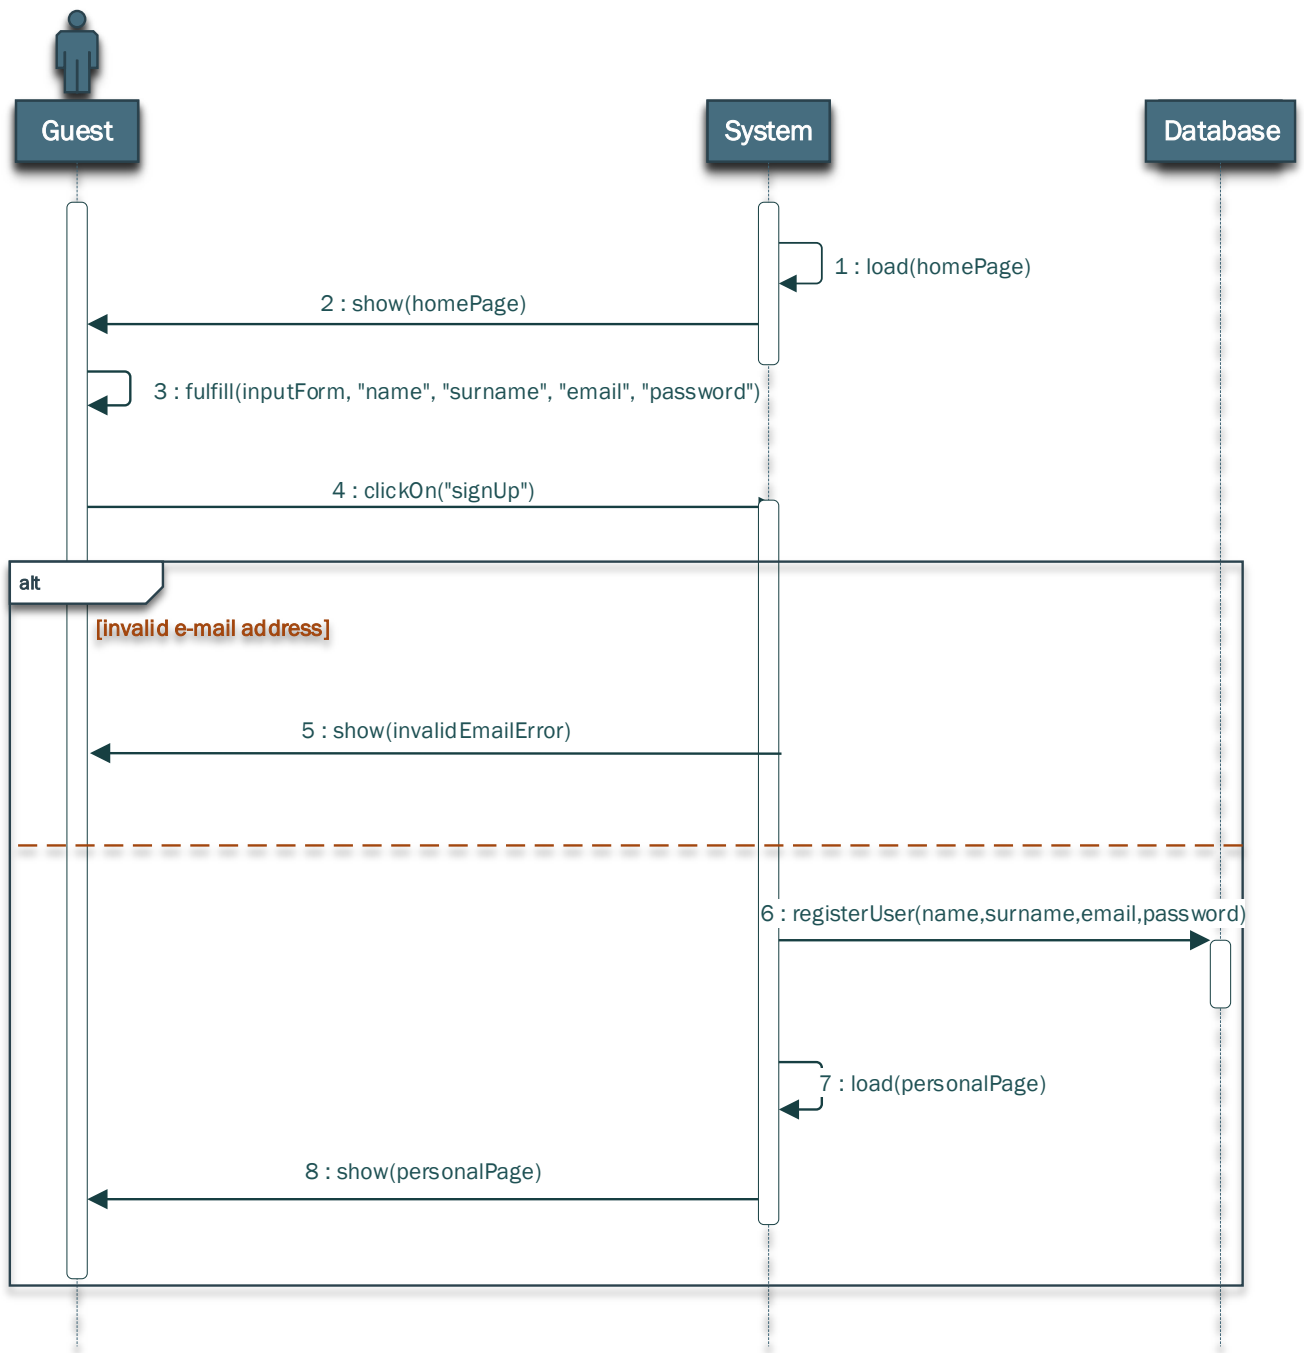 Guest
System
Database
1 : load(homePage)
2 : show(homePage)
3 : fulfill(inputForm, "name", "surname", "email", "password")
4 : clickOn("signUp")
alt
[invalid e-mail address]
5 : show(invalidEmailError)
6 : registerUser(name,surname,email,password)
7 : load(personalPage)
8 : show(personalPage)